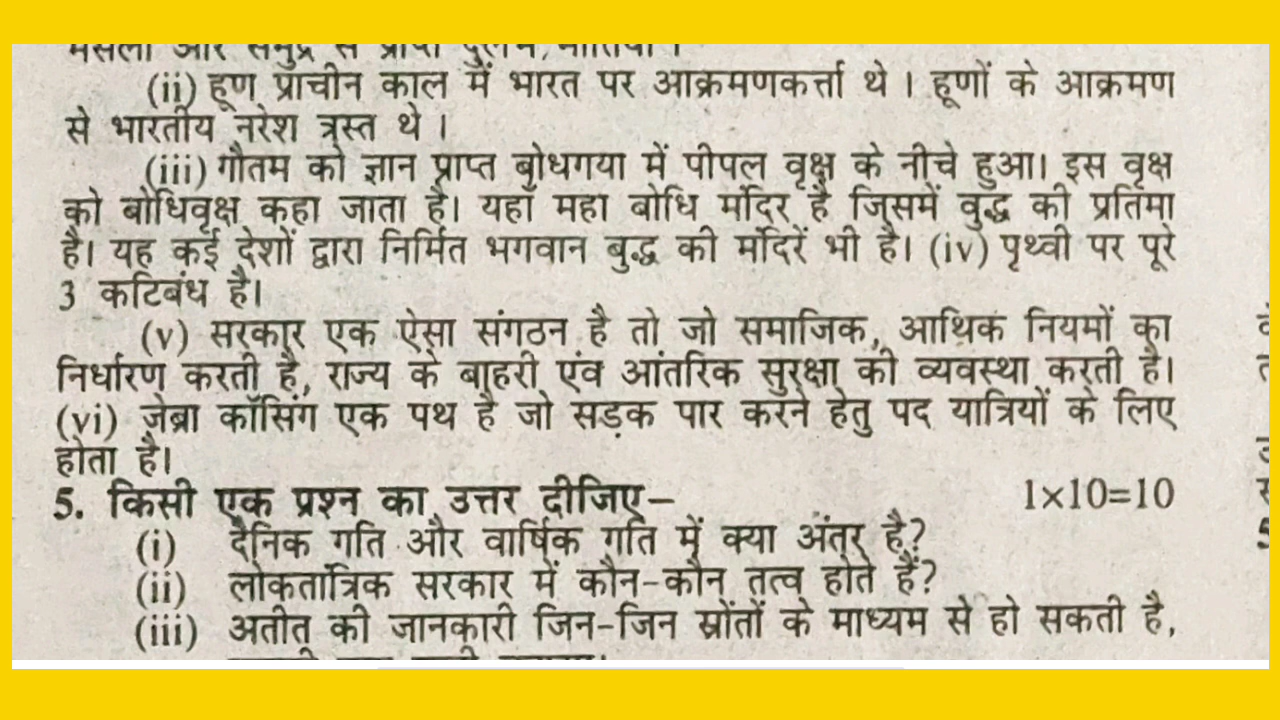 (ii) हूण प्राचीन काल में भारत पर आक्रमणकर्त्ता थे । हूणों के आक्रमण
से भारतीय नरेश त्रस्त थे ।
(iii) गौतम को ज्ञान प्राप्त बोधगया में पीपल वृक्ष के नीचे हुआ। इस वृक्ष
को बोधिवृक्ष कहा जाता है। यहाँ महा बोधि मंदिर है जिसमें वुद्ध की प्रतिमा
है। यह कई देशों द्वारा निर्मित भगवान बुद्ध की मंदिरें भी है। (iv) पृथ्वी पर पूरे
3 कटिबंध है।
(v) सरकार एक ऐसा संगठन है तो जो समाजिक, आर्थिक नियमों का
निर्धारण करती है, राज्य के बाहरी एंव आंतरिक सुरक्षा की व्यवस्था करती है।
(vi) जेब्रा कॉसिंग एक पथ है जो सड़क पार करने हेतु पद यात्रियों के लिए
होता है।
5. किसी एक प्रश्न का उत्तर दीजिए– 1×10=10
(i) दैनिक गति और वार्षिक गति में क्या अंतर है?
(ii) लोकतांत्रिक सरकार में कौन-कौन तत्व होते हैं?
(iii) अतीत की जानकारी जिन-जिन स्रोंतों के माध्यम से हो सकती है,